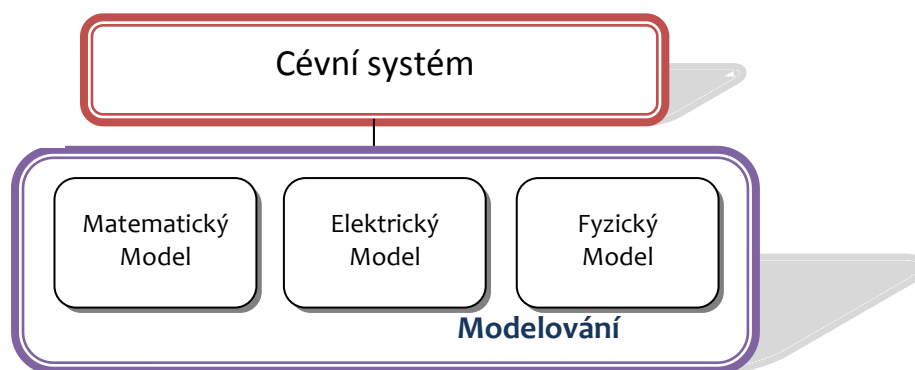 Cévní systém
Matematický
Model
Elektrický
Model
Fyzický
Model
Modelování